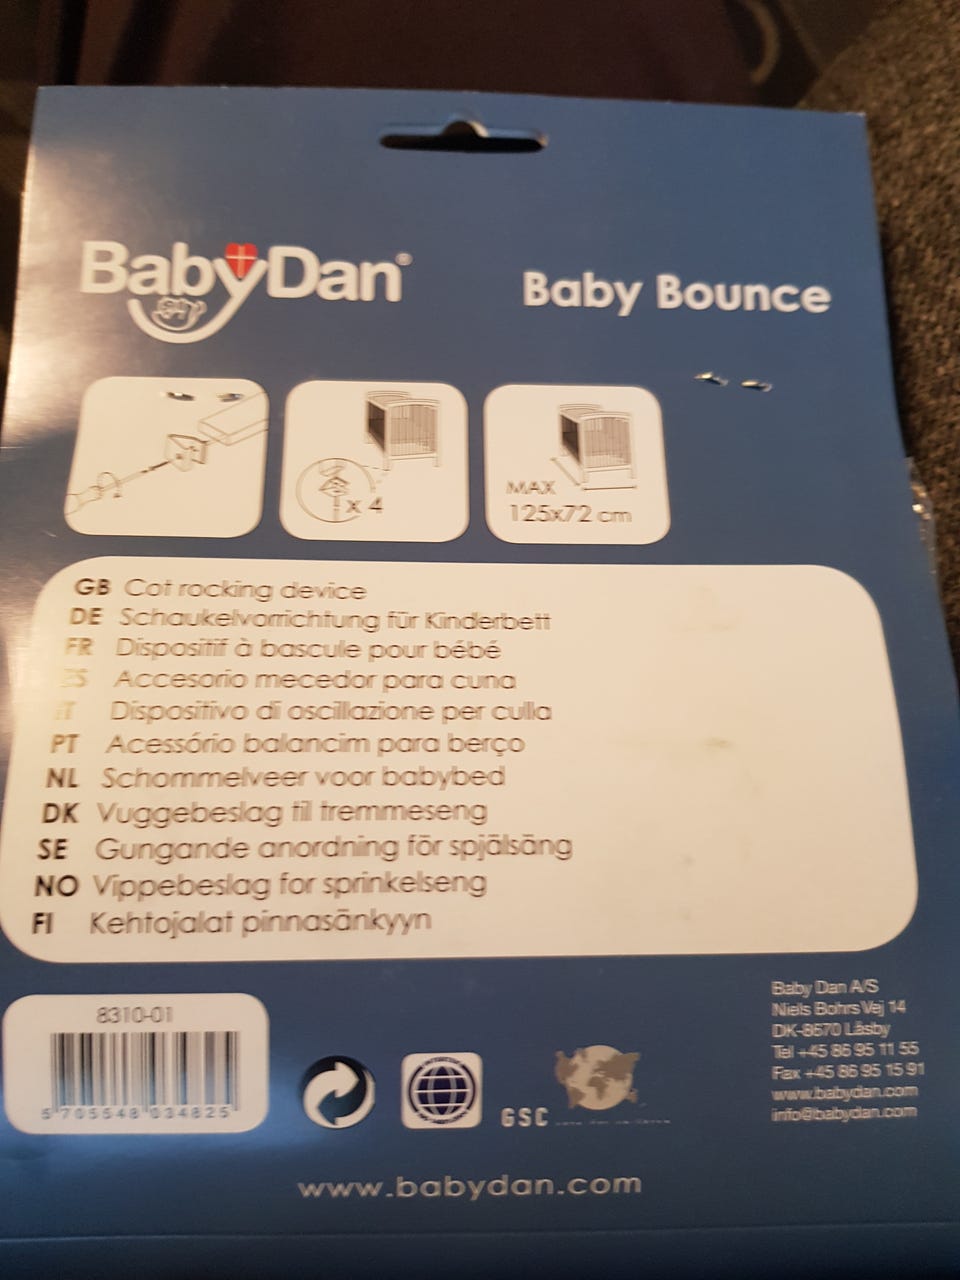 BabyDan®
Baby Bounce
x 4
MAX
125x72 cm
GB Cot rocking device
DE Schaukelvorrichtung für Kinderbett
FR Dispositif à bascule pour bébé
ES Accesorio mecedor para cuna
IT Dispositivo di oscillazione per culla
PT Acessório balancim para berço
NL Schommelveer voor babybed
DK Vuggebeslag til tremmeseng
SE Gungande anordning för spjälsäng
NO Vippebeslag for sprinkelseng
FI Kehtojalat pinnasänkyyn
8310-01
5 705548 034825
GSC
Baby Dan A/S
Niels Bohrs Vej 14
DK-8670 Låsby
Tel +45 86 95 11 55
Fax +45 86 95 15 91
www.babydan.com
info@babydan.com
www.babydan.com